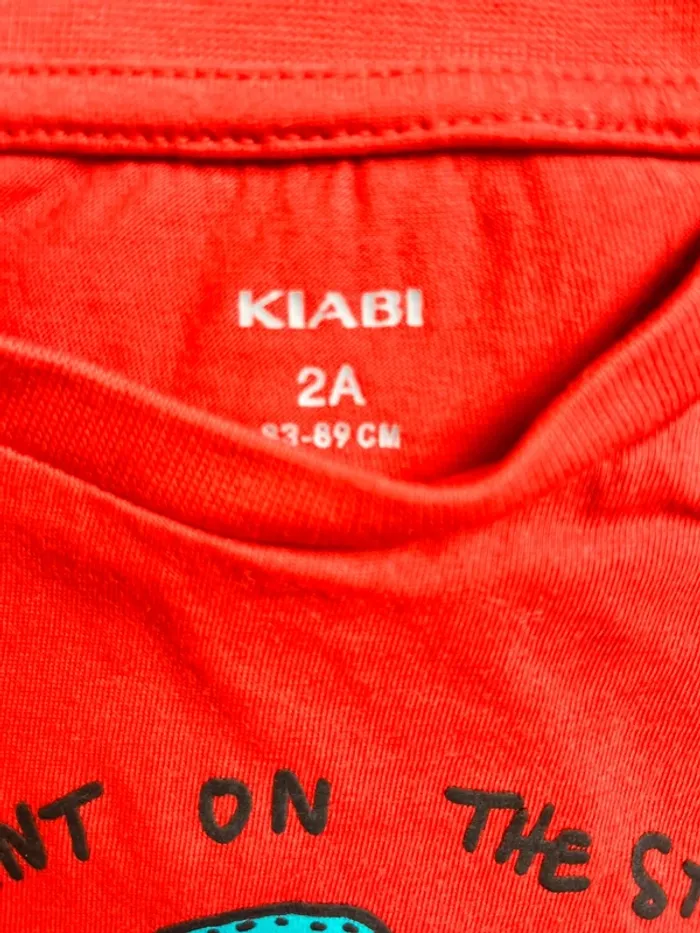 KIABI
2A
83-89 CM
ON THE